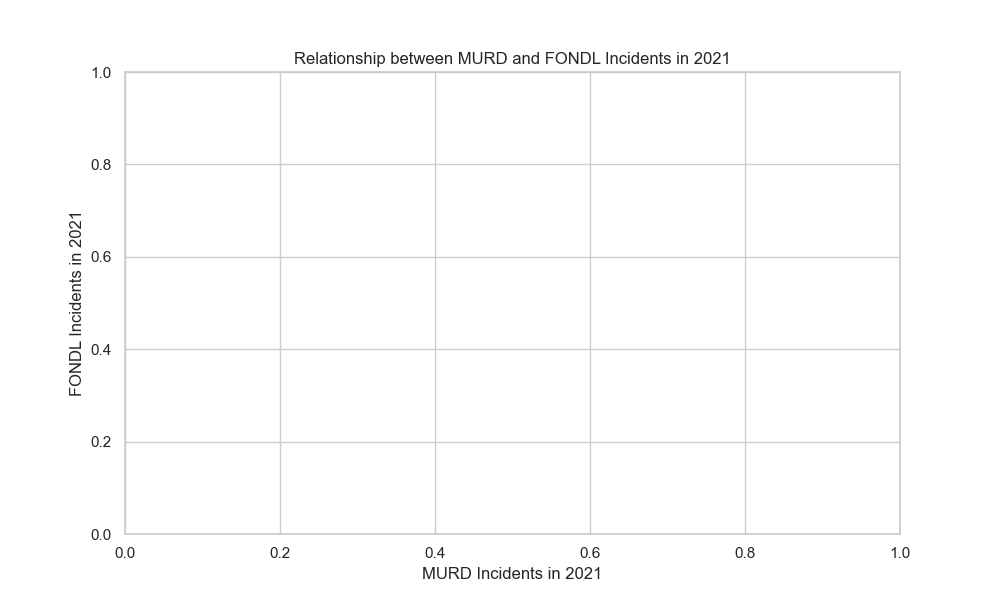 Relationship between MURD and FONDL Incidents in 2021
1.0
0.8
0.6
0.4
0.2
0.0
FONDL Incidents in 2021
0.0 0.2 0.4 0.6 0.8 1.0
MURD Incidents in 2021